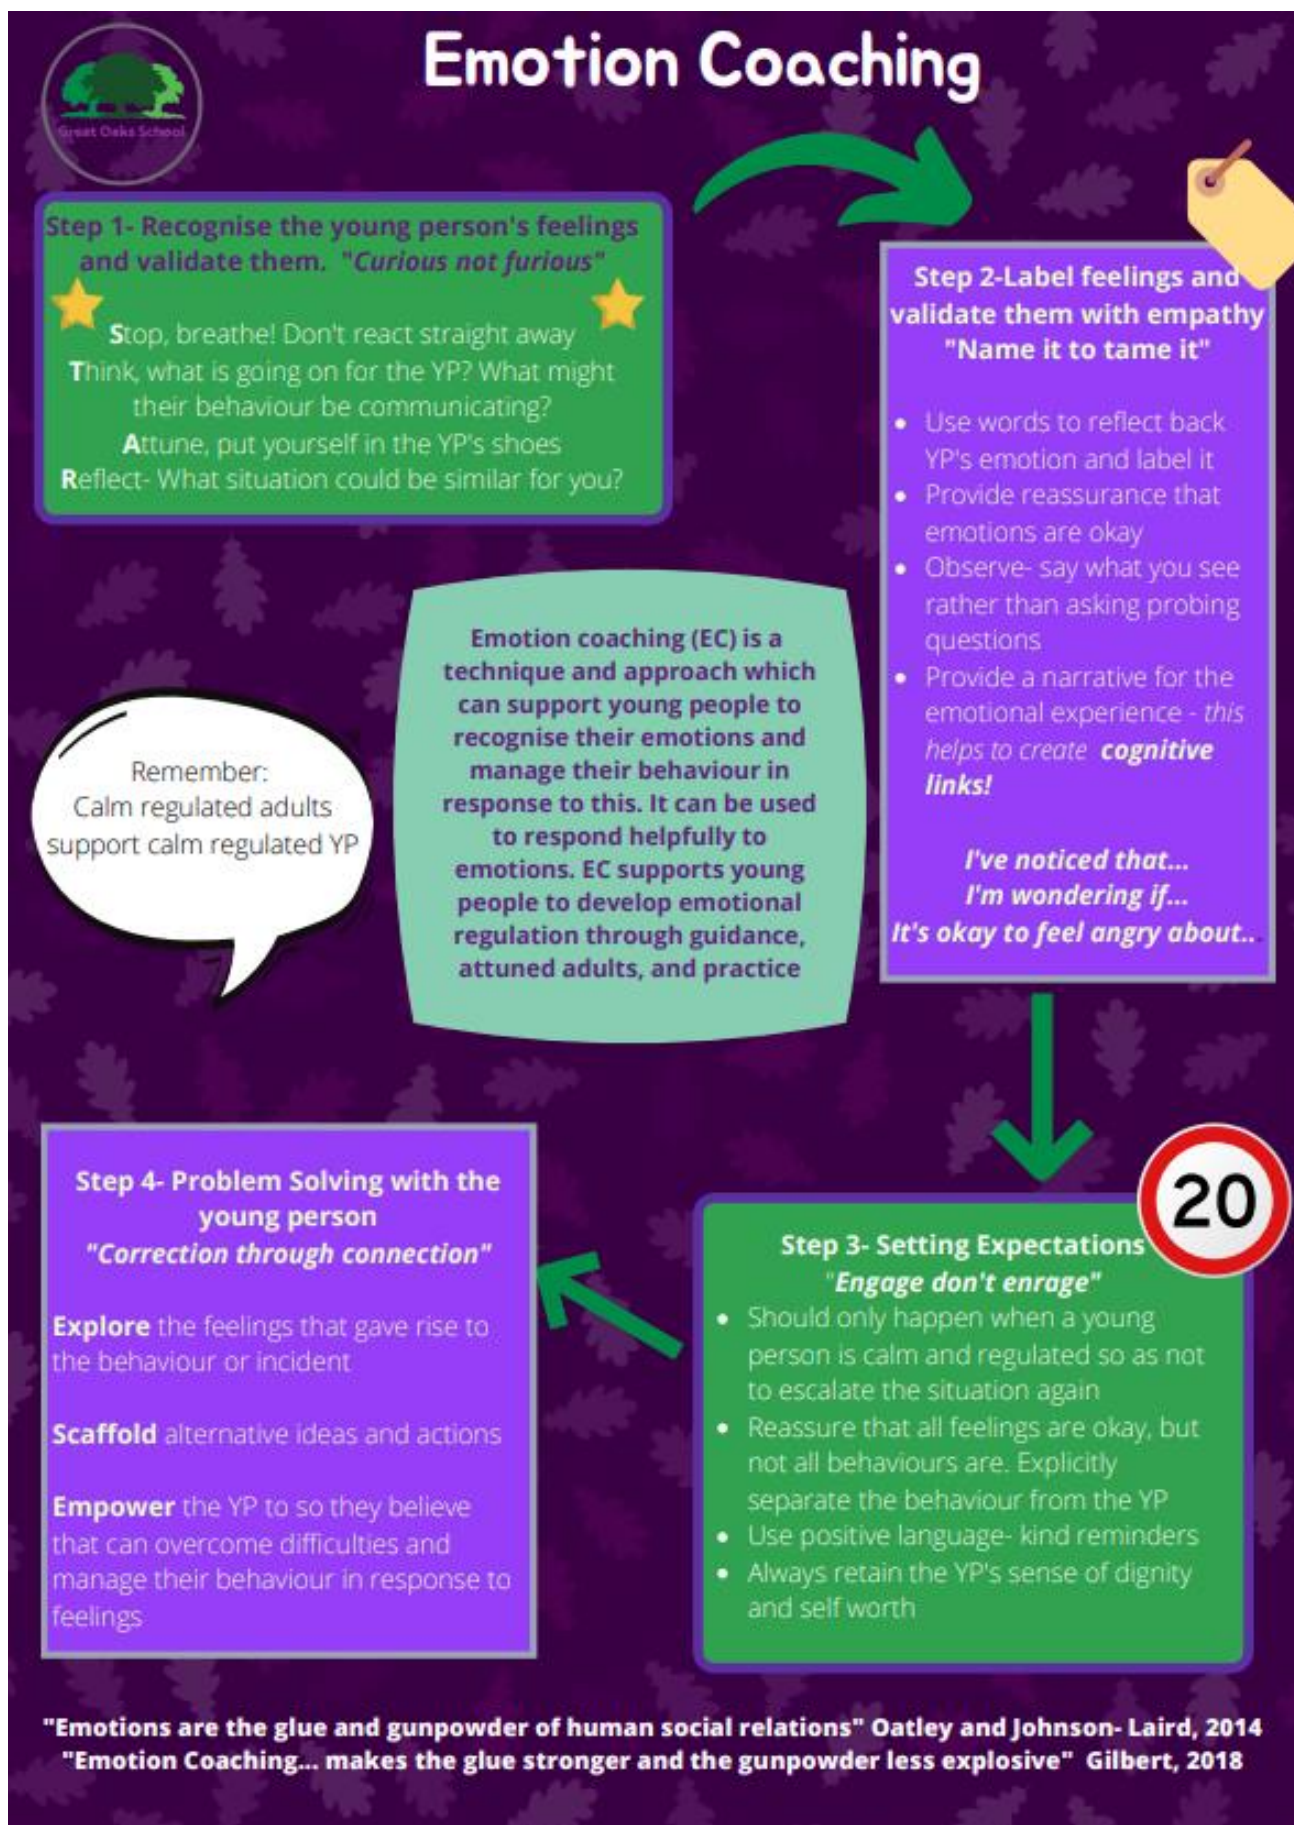 Emotion Coaching
Great Oaks School
Step 1- Recognise the young person's feelings
and validate them. "Curious not furious"
Stop, breathe! Don't react straight away
Think, what is going on for the YP? What might
their behaviour be communicating?
Attune, put yourself in the YP's shoes
Reflect- What situation could be similar for you?
Step 2-Label feelings and
validate them with empathy
"Name it to tame it"
• Use words to reflect back
YP's emotion and label it
• Provide reassurance that
emotions are okay
• Observe- say what you see
rather than asking probing
questions
• Provide a narrative for the
emotional experience - this
helps to create cognitive
links!
I've noticed that...
I'm wondering if...
It's okay to feel angry about...
Emotion coaching (EC) is a
technique and approach which
can support young people to
recognise their emotions and
manage their behaviour in
response to this. It can be used
to respond helpfully to
emotions. EC supports young
people to develop emotional
regulation through guidance,
attuned adults, and practice
Remember:
Calm regulated adults
support calm regulated YP
20
Step 3- Setting Expectations
"Engage don't enrage"
• Should only happen when a young
person is calm and regulated so as not
to escalate the situation again
• Reassure that all feelings are okay, but
not all behaviours are. Explicitly
separate the behaviour from the YP
• Use positive language- kind reminders
• Always retain the YP's sense of dignity
and self worth
Step 4- Problem Solving with the
young person
"Correction through connection"
Explore the feelings that gave rise to
the behaviour or incident
Scaffold alternative ideas and actions
Empower the YP to so they believe
that can overcome difficulties and
manage their behaviour in response to
feelings
"Emotions are the glue and gunpowder of human social relations" Oatley and Johnson- Laird, 2014
"Emotion Coaching... makes the glue stronger and the gunpowder less explosive" Gilbert, 2018